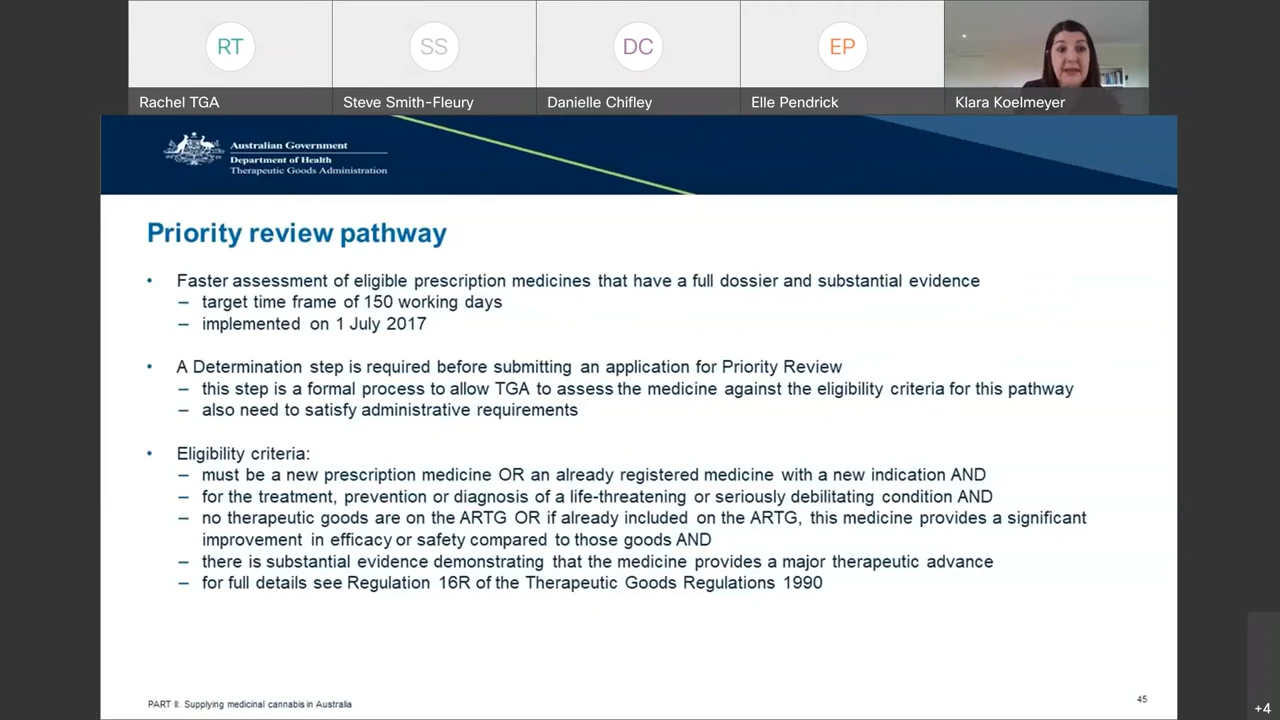 RT
SS
DC
EP
Rachel TGA
Steve Smith-Fleury
Danielle Chifley
Elle Pendrick
Klara Koelmeyer
Australian Government
Department of Health
Therapeutic Goods Administration
Priority review pathway
• Faster assessment of eligible prescription medicines that have a full dossier and substantial evidence
– target time frame of 150 working days
– implemented on 1 July 2017
• A Determination step is required before submitting an application for Priority Review
– this step is a formal process to allow TGA to assess the medicine against the eligibility criteria for this pathway
– also need to satisfy administrative requirements
• Eligibility criteria:
– must be a new prescription medicine OR an already registered medicine with a new indication AND
– for the treatment, prevention or diagnosis of a life-threatening or seriously debilitating condition AND
– no therapeutic goods are on the ARTG OR if already included on the ARTG, this medicine provides a significant
improvement in efficacy or safety compared to those goods AND
– there is substantial evidence demonstrating that the medicine provides a major therapeutic advance
– for full details see Regulation 16R of the Therapeutic Goods Regulations 1990
PART II: Supplying medicinal cannabis in Australia
45
+4